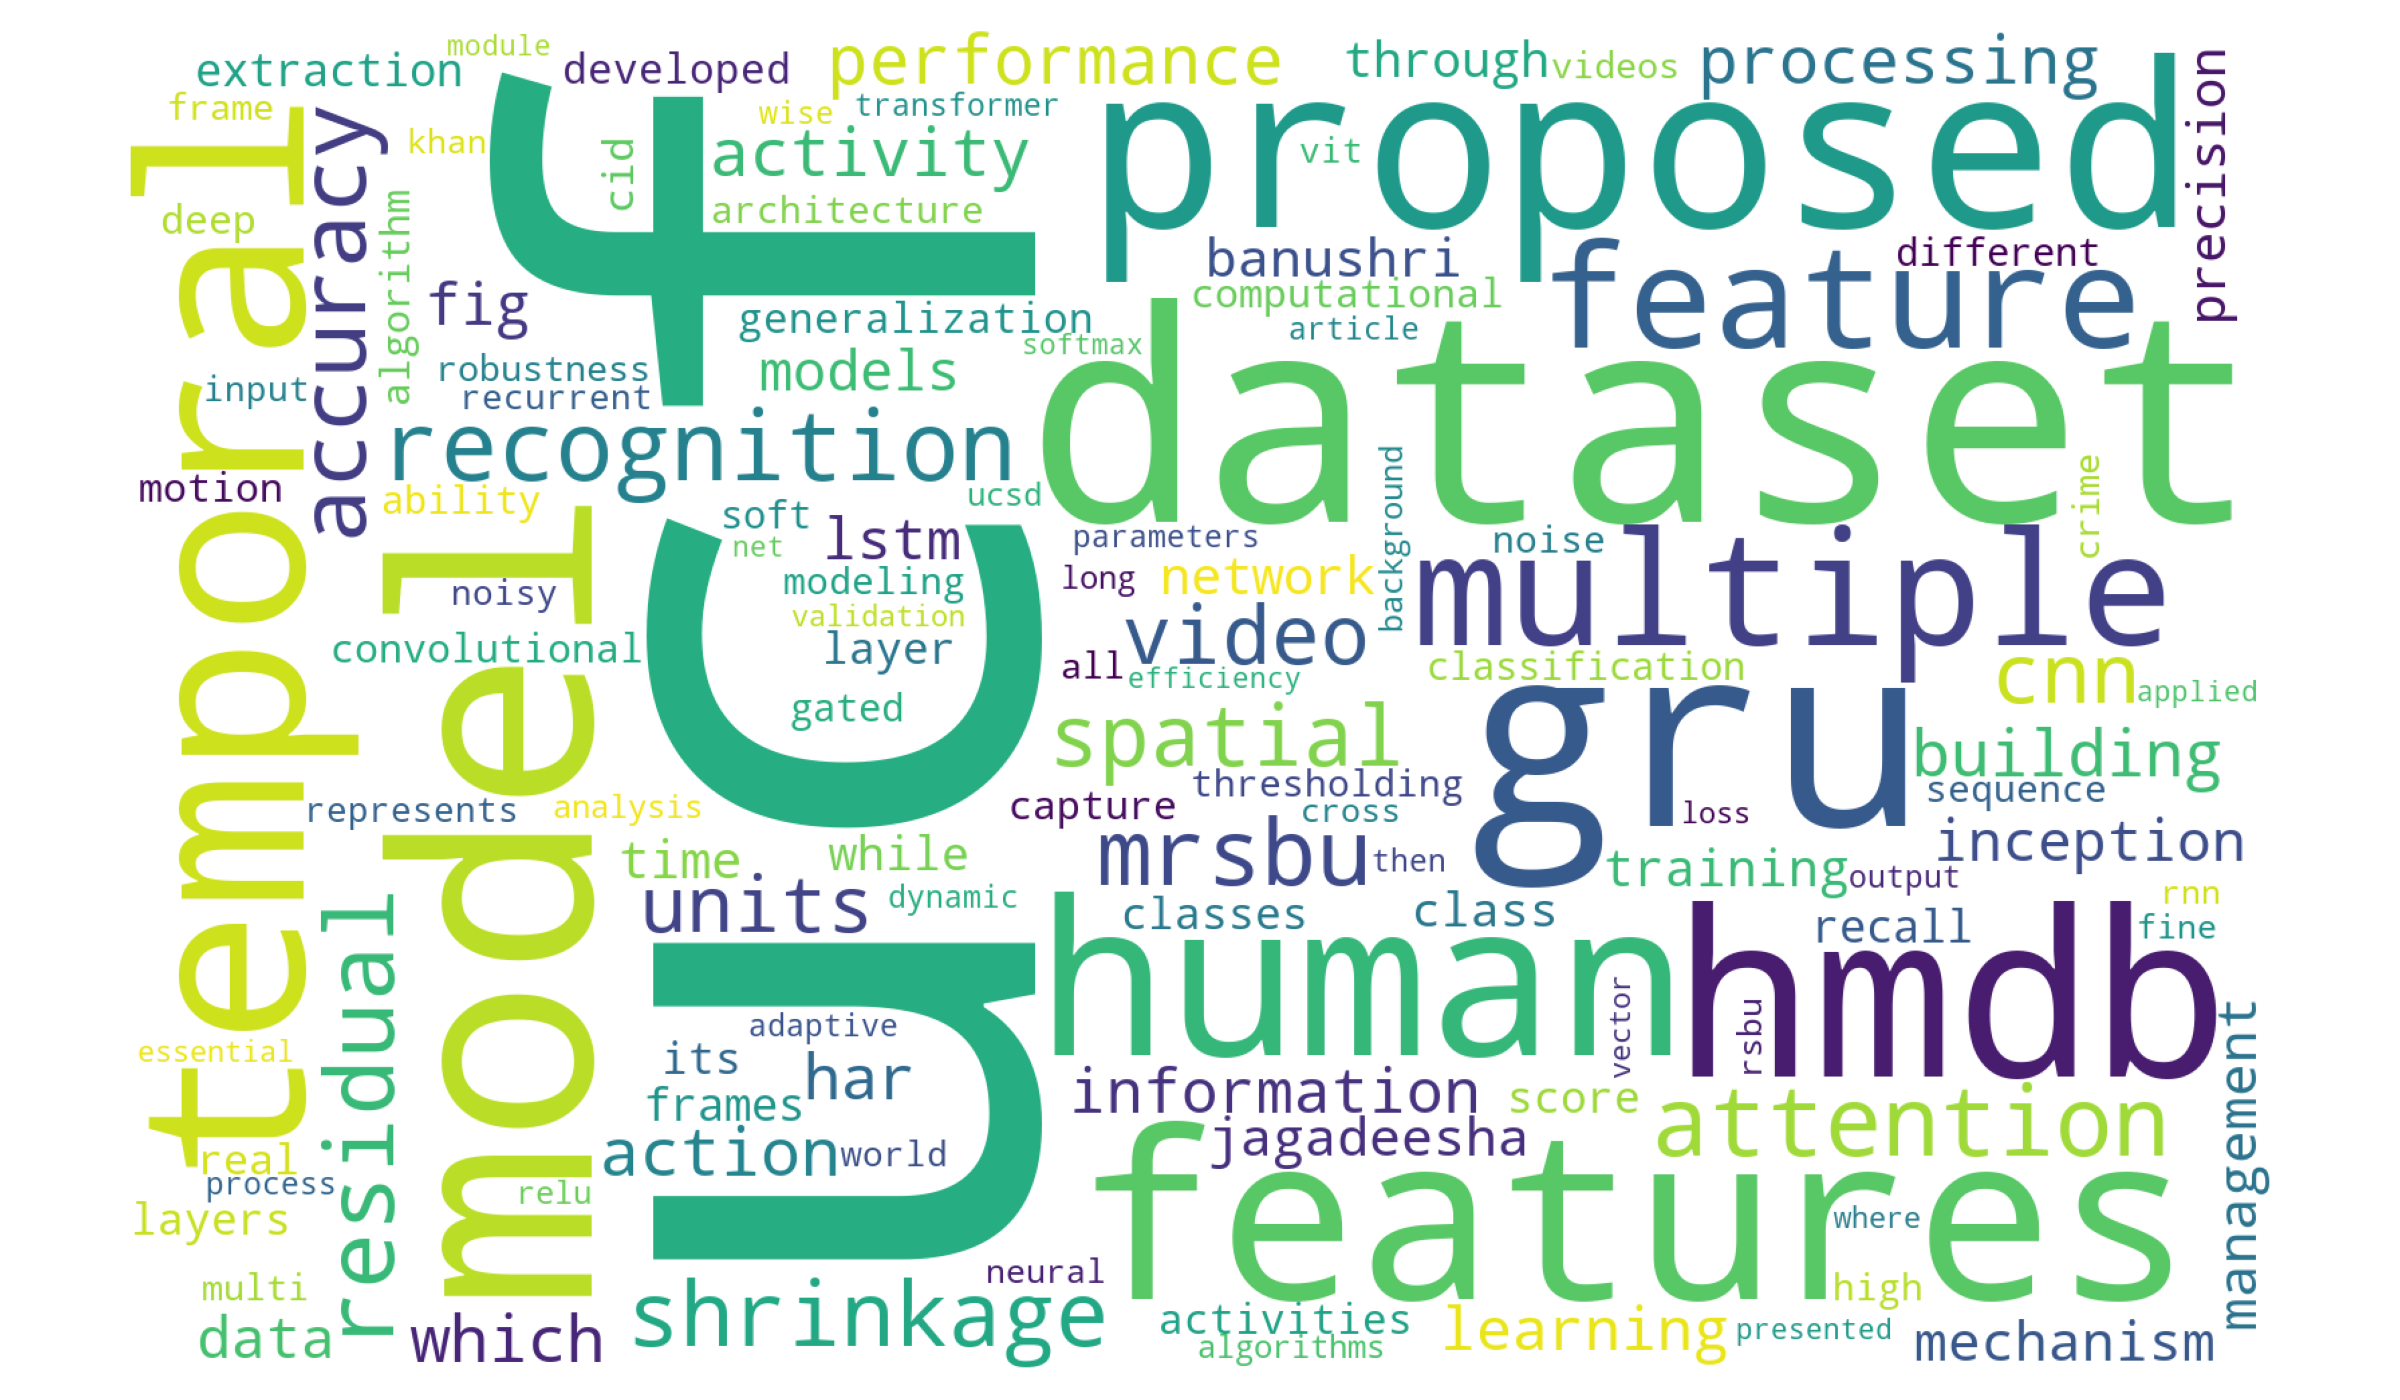 module
extraction
developed
performance
through
videos
processing
frame
khan
wise
transformer
cid
activity
proposed
vit
precision
temporal
accuracy
ucf
deep
algorithm
architecture
banushri
different
feature
fig
generalization
computational
article
softmax
input
robustness
recurrent
models
dataset
recognition
motion
ability
ucsd
background
crime
model
soft
net
lstm
parameters
noise
multiple
noisy
modeling
long
network
validation
convolutional
layer
video
all
efficiency
classification
cnn
applied
gated
spatial
gru
building
represents
analysis
capture
thresholding
cross
loss
sequence
time
while
mrsbu
then
training
output
inception
residual
units
dynamic
classes
class
recall
rnn
fine
human
hmdb
adaptive
vector
rsbu
management
essential
its
har
frames
information
score
attention
real
action
world
jagadeesha
process
relu
features
layers
where
multi
neural
high
data
which
shrinkage
activities
algorithms
learning
presented
mechanism